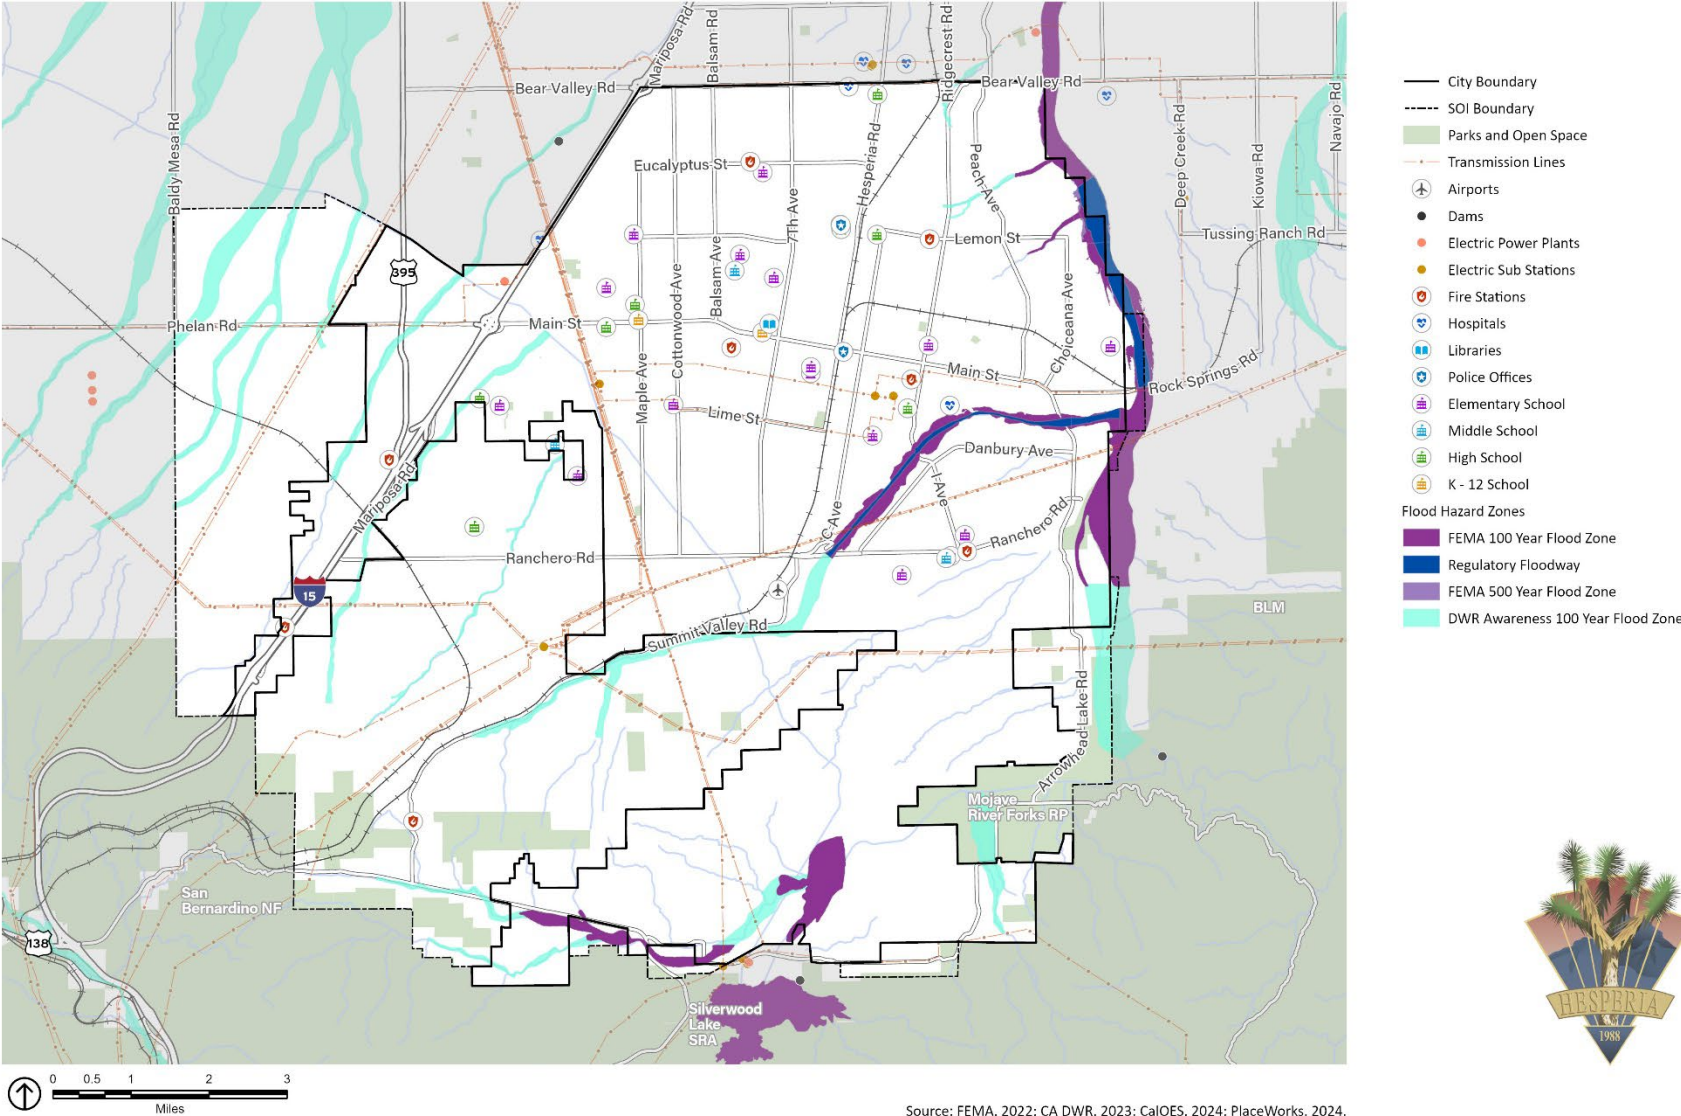 Mariposa Rd
Balsam Rd
Ridgecrest Rd
Bear Valley Rd
Bear Valley Rd
Baldy Mesa Rd
Navajo Rd
Deep Creek Rd
Kiowa Rd
Hesperia Rd
Peach Ave
Eucalyptus St
7Th Ave
Lemon St
Tussing Ranch Rd
395
Balsam Ave
Cottonwood Ave
Choiceana Ave
Phelan Rd
Main St
Main St
Rock Springs Rd
Maple Ave
Lime St
Danbury Ave
Mariposa Rd
I Ave
C Ave
Ranchero Rd
Ranchero Rd
15
BLM
Summit Valley Rd
Arrowhead Lake Rd
Mojave
River Forks RP
San
Bernardino NF
138
Silverwood
Lake
SRA
City Boundary
SOI Boundary
Parks and Open Space
Transmission Lines
Airports
Dams
Electric Power Plants
Electric Sub Stations
Fire Stations
Hospitals
Libraries
Police Offices
Elementary School
Middle School
High School
K - 12 School
Flood Hazard Zones
FEMA 100 Year Flood Zone
Regulatory Floodway
FEMA 500 Year Flood Zone
DWR Awareness 100 Year Flood Zone
HESPERIA
1988
0 0.5 1 2 3
Miles
Source: FEMA, 2022; CA DWR, 2023; CalOES, 2024; PlaceWorks, 2024.